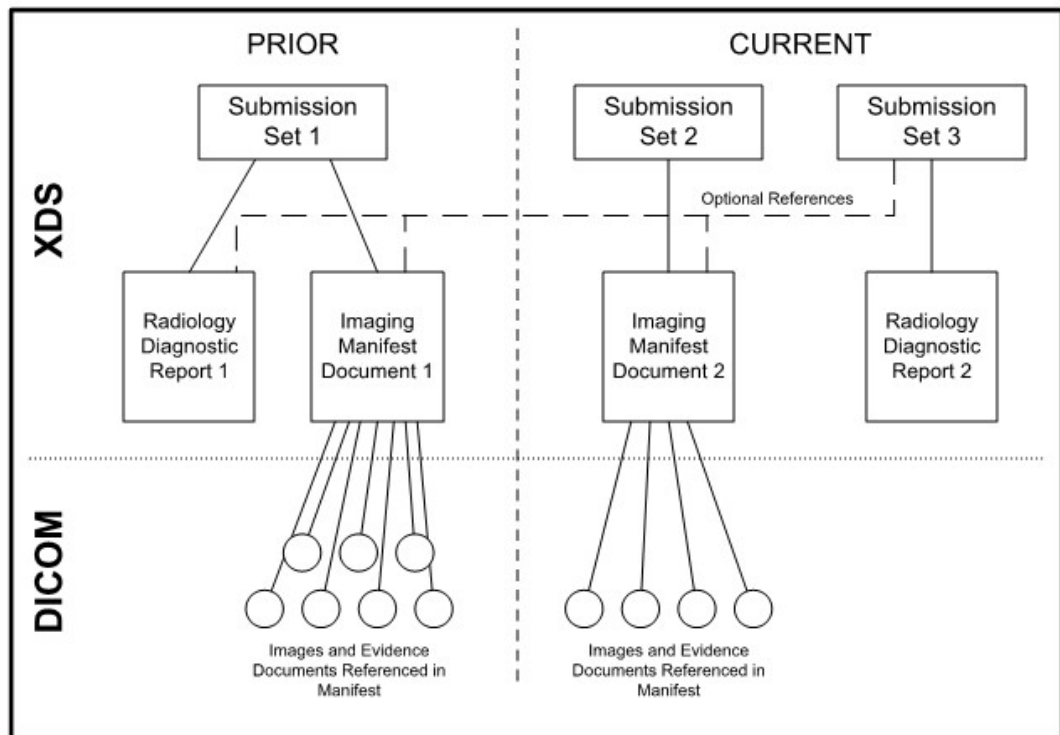 PRIOR
CURRENT
XDS
Submission
Set 1
Submission
Set 2
Submission
Set 3
Optional References
Radiology
Diagnostic
Report 1
Imaging
Manifest
Document 1
Imaging
Manifest
Document 2
Radiology
Diagnostic
Report 2
DICOM
Images and Evidence
Documents Referenced in
Manifest
Images and Evidence
Documents Referenced in
Manifest